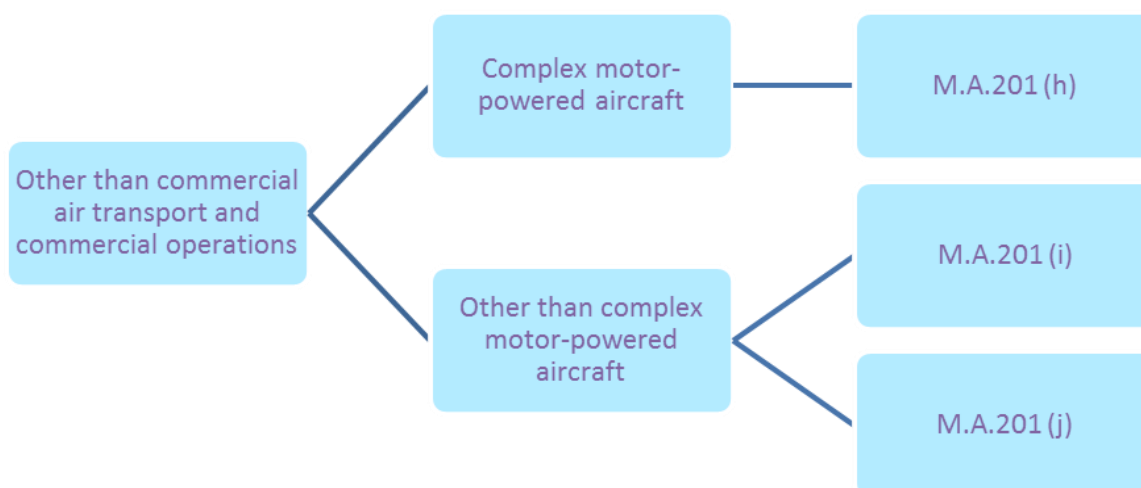 Other than commercial
air transport and
commercial operations
Complex motor-
powered aircraft
Other than complex
motor-powered
aircraft
M.A.201 (h)
M.A.201 (i)
M.A.201 (j)